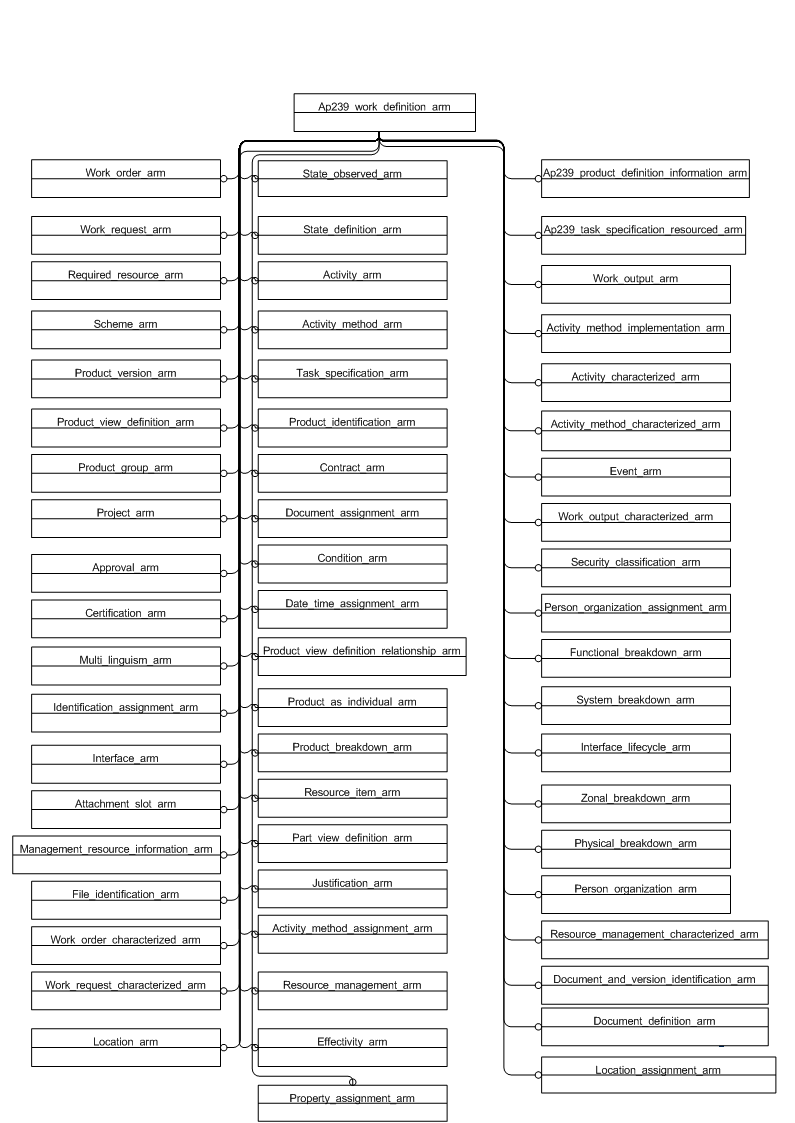 Ap239_work_definition_arm
Work_order_arm
Work_request_arm
Required_resource_arm
Scheme_arm
Product_version_arm
Product_view_definition_arm
Product_group_arm
Project_arm
Approval_arm
Certification_arm
Multi_linguism_arm
Identification_assignment_arm
Interface_arm
Attachment_slot_arm
Management_resource_information_arm
File_identification_arm
Work_order_characterized_arm
Work_request_characterized_arm
Location_arm
State_observed_arm
State_definition_arm
Activity_arm
Activity_method_arm
Task_specification_arm
Product_identification_arm
Contract_arm
Document_assignment_arm
Condition_arm
Date_time_assignment_arm
Product_view_definition_relationship_arm
Product_as_individual_arm
Product_breakdown_arm
Resource_item_arm
Part_view_definition_arm
Justification_arm
Activity_method_assignment_arm
Resource_management_arm
Effectivity_arm
Property_assignment_arm
Ap239_product_definition_information_arm
Ap239_task_specification_resourced_arm
Work_output_arm
Activity_method_implementation_arm
Activity_characterized_arm
Activity_method_characterized_arm
Event_arm
Work_output_characterized_arm
Security_classification_arm
Person_organization_assignment_arm
Functional_breakdown_arm
System_breakdown_arm
Interface_lifecycle_arm
Zonal_breakdown_arm
Physical_breakdown_arm
Person_organization_arm
Resource_management_characterized_arm
Document_and_version_identification_arm
Document_definition_arm
Location_assignment_arm